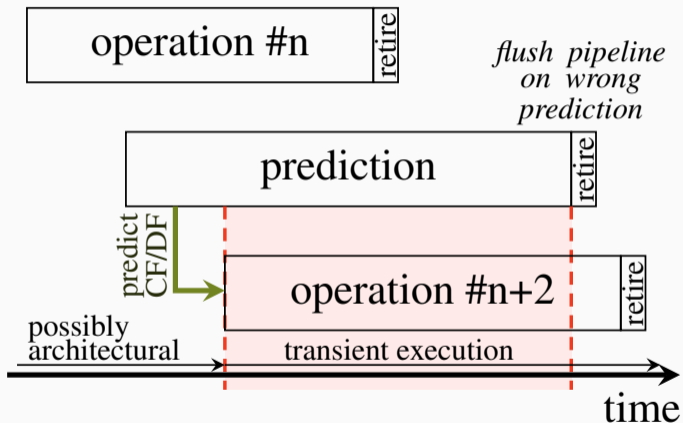 operation #n
retire
flush pipeline
on wrong
prediction
prediction
retire
predict
CF/DF
operation #n+2
retire
possibly
architectural
transient execution
time